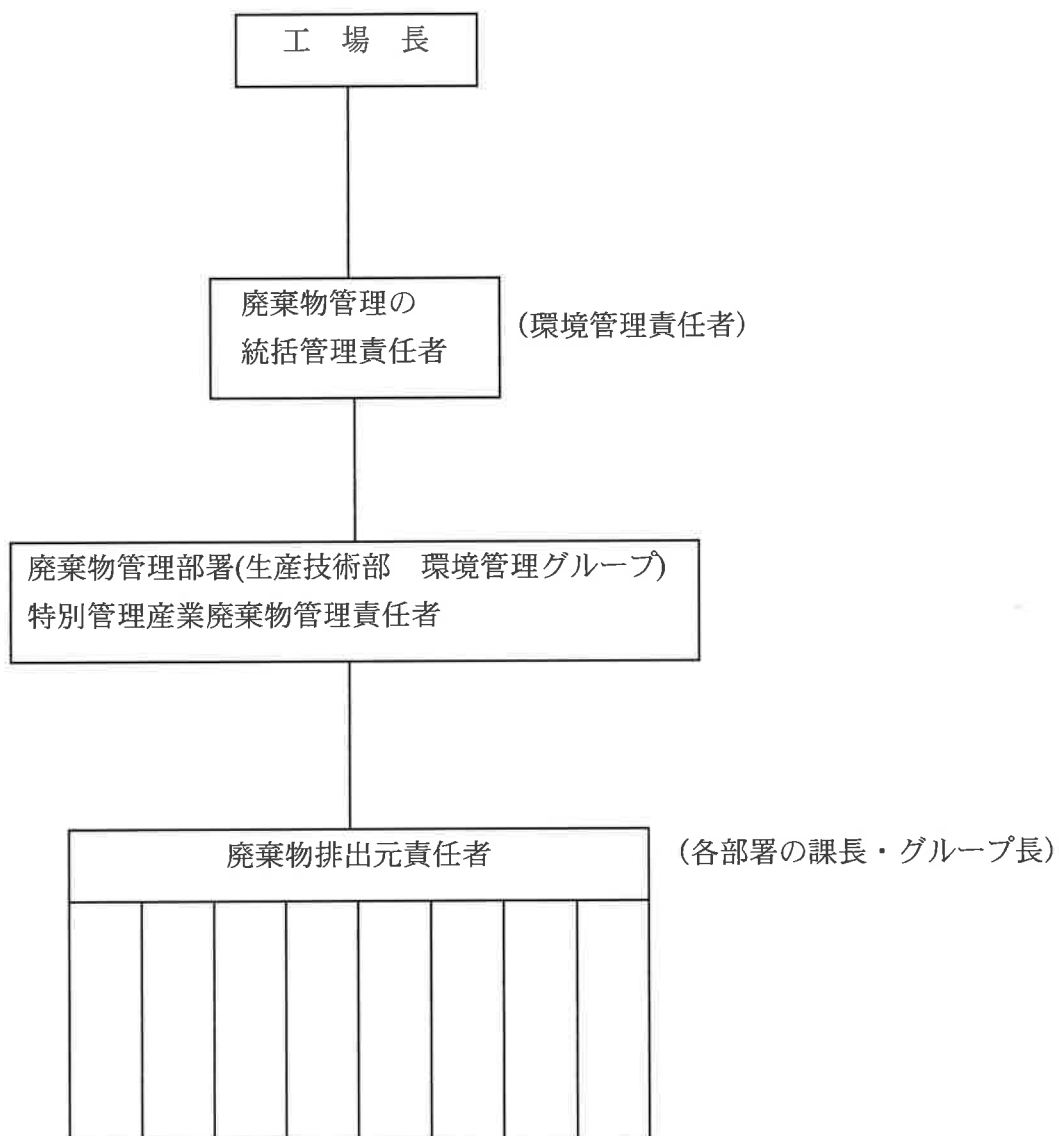 工 場 長
廃棄物管理の
統括管理責任者
(環境管理責任者)
廃棄物管理部署(生産技術部 環境管理グループ)
特別管理産業廃棄物管理責任者
廃棄物排出元責任者
(各部署の課長・グループ長)